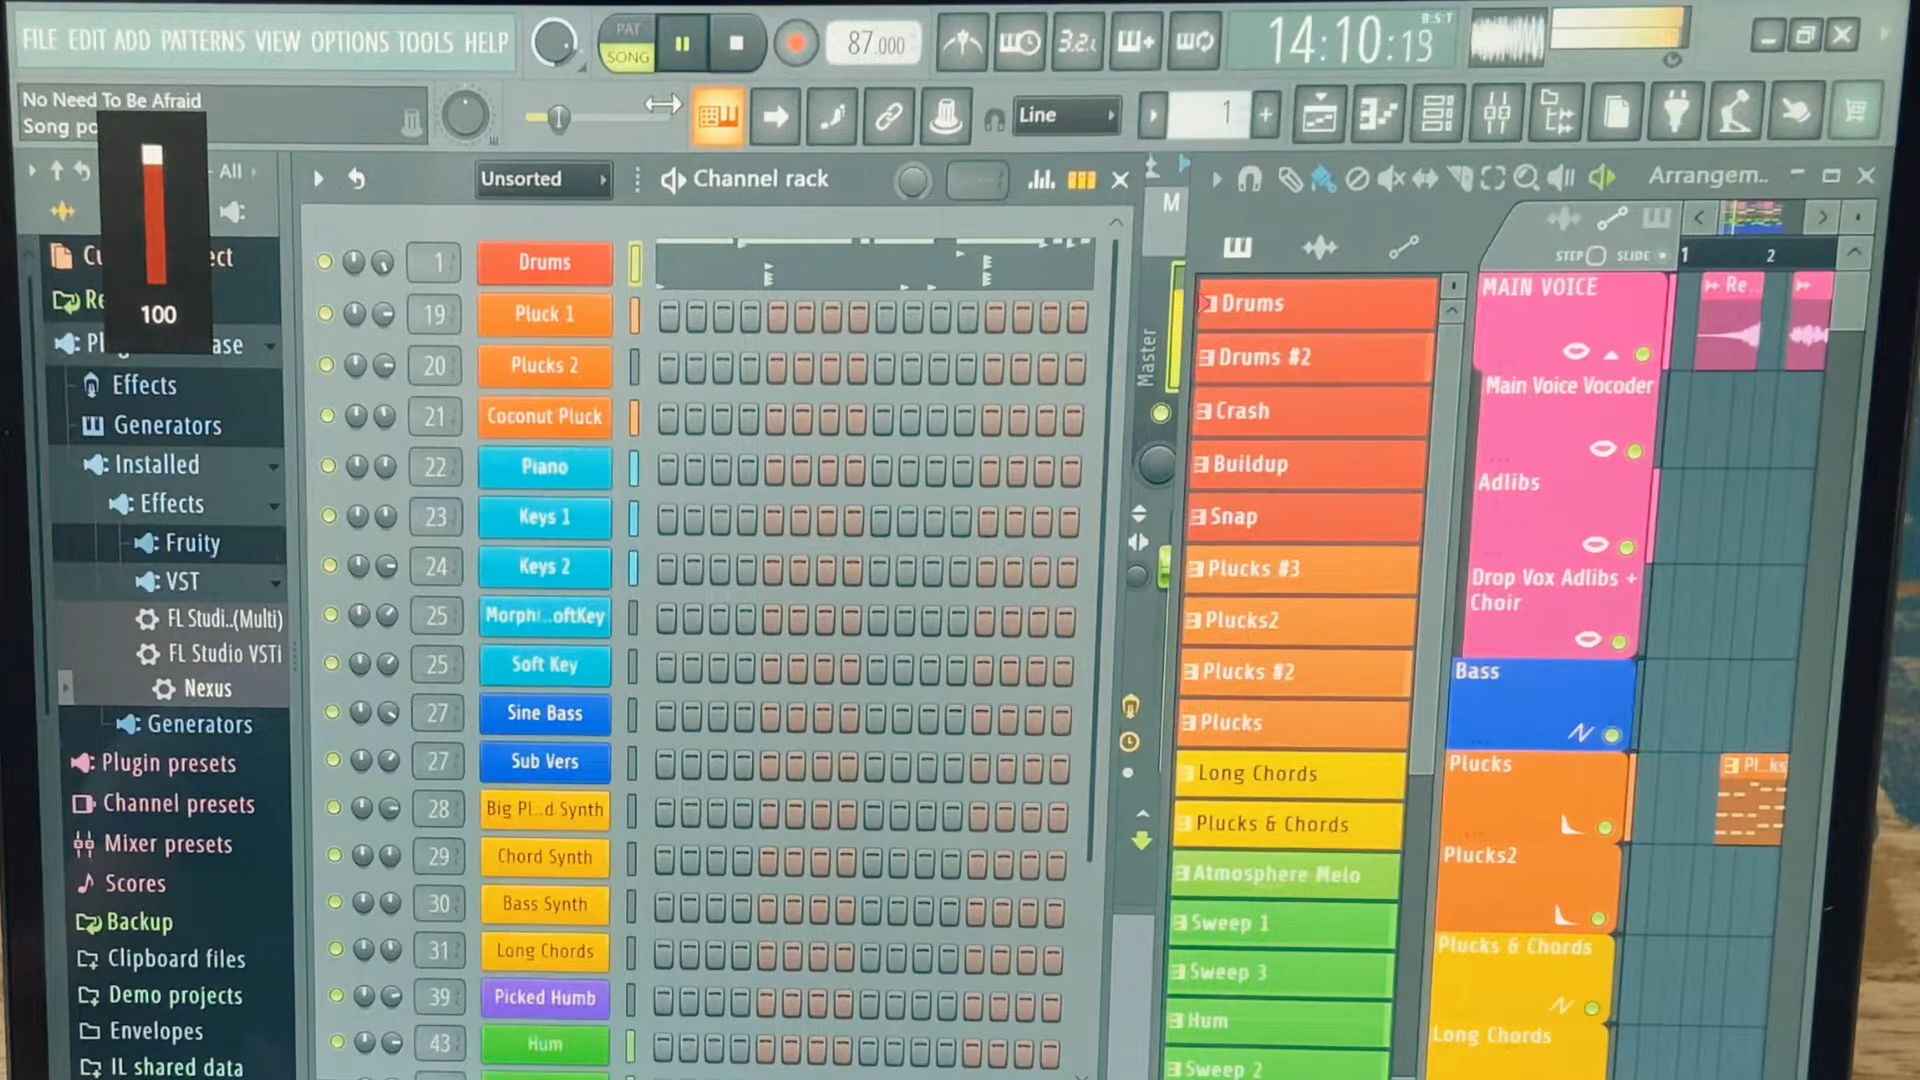 FILE EDIT ADD PATTERNS VIEW OPTIONS TOOLS HELP
PAT
SONG
87.000
3.2.ι
14:10:19
B:S:T
No Need To Be Afraid
Song po
Line
1
100
All
Effects
Generators
Installed
Effects
Fruity
VST
FL Studi..(Multi)
FL Studio VSTi
Nexus
Generators
Plugin presets
Channel presets
Mixer presets
Scores
Backup
Clipboard files
Demo projects
Envelopes
IL shared data
Unsorted
Channel rack
1 Drums
19 Pluck 1
20 Plucks 2
21 Coconut Pluck
22 Piano
23 Keys 1
24 Keys 2
25 Morphi..oftKey
25 Soft Key
27 Sine Bass
27 Sub Vers
28 Big Pl..d Synth
29 Chord Synth
30 Bass Synth
31 Long Chords
39 Picked Humb
43 Hum
M
Master
Arrangem..
STEP SLIDE
1 2
Drums
Drums #2
Crash
Buildup
Snap
Plucks #3
Plucks2
Plucks #2
Plucks
Long Chords
Plucks & Chords
Atmosphere Melo
Sweep 1
Sweep 3
Hum
Sweep 2
MAIN VOICE
Main Voice Vocoder
Adlibs
Drop Vox Adlibs +
Choir
Bass
Plucks
Plucks2
Plucks & Chords
Long Chords
Re..
Pl..ks